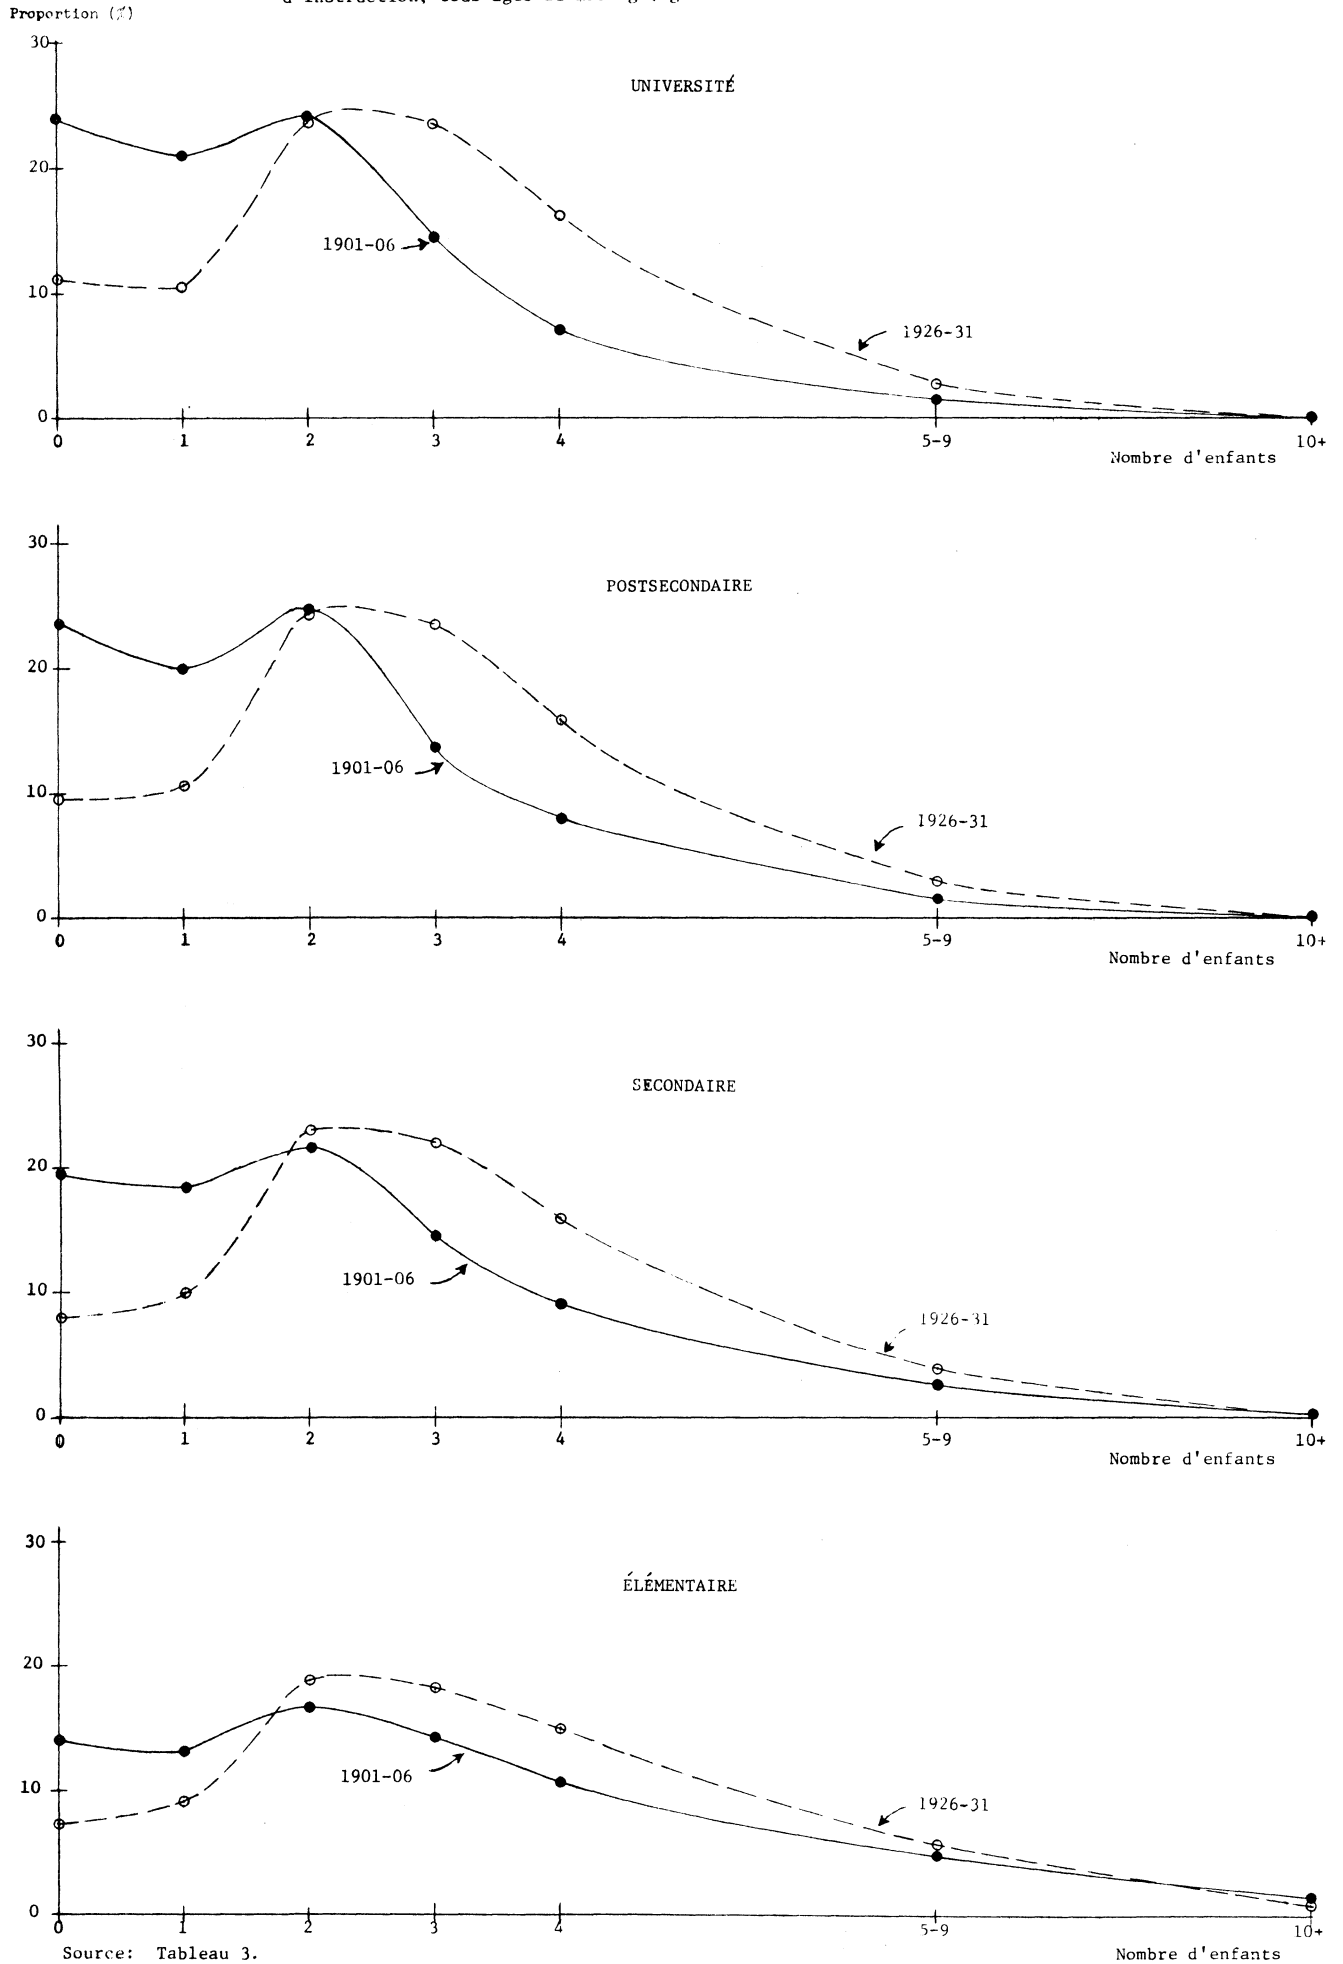 Proportion (%)
30
UNIVERSITÉ
20
1901-06
10
1926-31
0
0 1 2 3 4 5-9 10+
Nombre d'enfants
30
POSTSECONDAIRE
20
1901-06
10
1926-31
0
0 1 2 3 4 5-9 10+
Nombre d'enfants
30
SECONDAIRE
20
1901-06
10
1926-31
0
0 1 2 3 4 5-9 10+
Nombre d'enfants
30
ÉLÉMENTAIRE
20
1901-06
10
1926-31
0
0 1 2 3 4 5-9 10+
Source: Tableau 3.
Nombre d'enfants